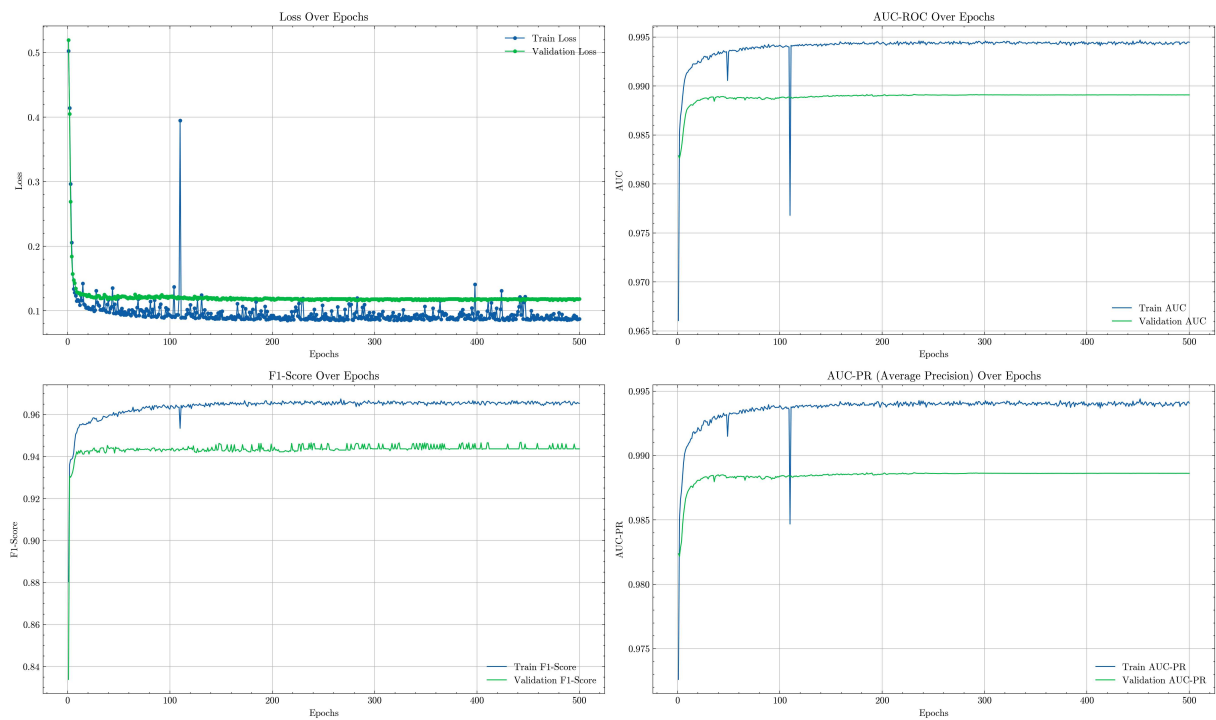 Loss Over Epochs
Train Loss
Validation Loss
0.5
0.4
0.3
0.2
0.1
Loss
0
100
200
300
400
500
Epochs
AUC-ROC Over Epochs
0.995
0.990
0.985
0.980
0.975
0.970
0.965
AUC
Train AUC
Validation AUC
0
100
200
300
400
500
Epochs
F1-Score Over Epochs
0.96
0.94
0.92
0.90
0.88
0.86
0.84
F1-Score
Train F1-Score
Validation F1-Score
0
100
200
300
400
500
Epochs
AUC-PR (Average Precision) Over Epochs
0.995
0.990
0.985
0.980
0.975
AUC-PR
Train AUC-PR
Validation AUC-PR
0
100
200
300
400
500
Epochs